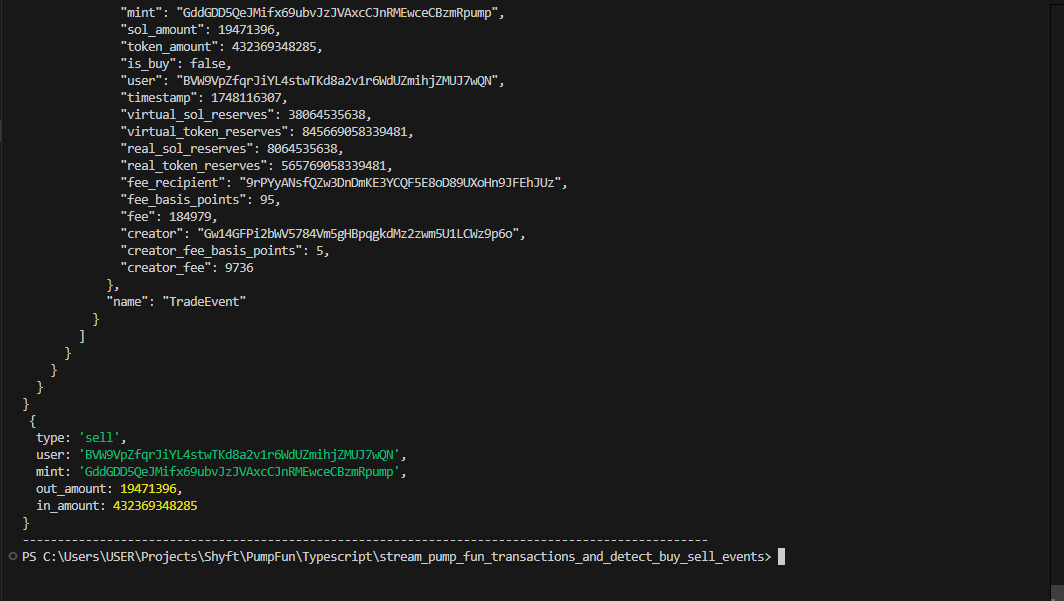 "mint": "GddGDD5QeJMifx69ubvJzJVAxcCJnRMEwceCBzmRpump",
"sol_amount": 19471396,
"token_amount": 432369348285,
"is_buy": false,
"user": "BVW9VpZfqrJiYL4stwTKd8a2v1r6WdUZmihjZMUJ7wQN",
"timestamp": 1748116307,
"virtual_sol_reserves": 38064535638,
"virtual_token_reserves": 845669058339481,
"real_sol_reserves": 8064535638,
"real_token_reserves": 565769058339481,
"fee_recipient": "9rPYyANsfQZw3DnDmKE3YCQF5E8oD89UXoHn9JFEhJUz",
"fee_basis_points": 95,
"fee": 184979,
"creator": "Gw14GFPi2bWV5784Vm5gHBpqgkdMz2zwm5U1LCWz9p6o",
"creator_fee_basis_points": 5,
"creator_fee": 9736
},
"name": "TradeEvent"
}
]
}
}
}
}
{
type: 'sell',
user: 'BVW9VpZfqrJiYL4stwTKd8a2v1r6WdUZmihjZMUJ7wQN',
mint: 'GddGDD5QeJMifx69ubvJzJVAxcCJnRMEwceCBzmRpump',
out_amount: 19471396,
in_amount: 432369348285
}
--------------------------------------------------------------------------------------------------
PS C:\Users\USER\Projects\Shyft\PumpFun\Typescript\stream_pump_fun_transactions_and_detect_buy_sell_events>